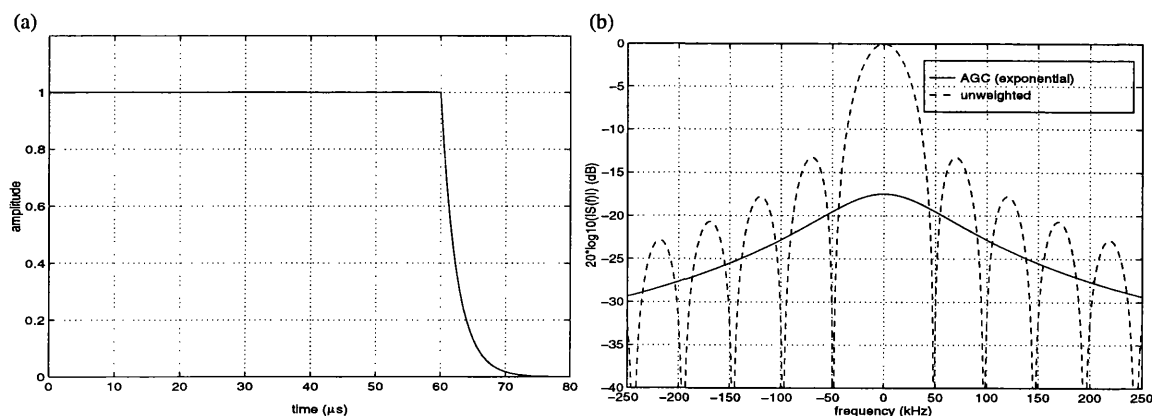 (a)
1
0.8
0.6
0.4
0.2
0
amplitude
0 10 20 30 40 50 60 70 80
time (µs)
(b)
0
−5
−10
−15
−20
−25
−30
−35
−40
20*log10(|S(f)|) (dB)
AGC (exponential)
unweighted
−250 −200 −150 −100 −50 0 50 100 150 200 250
frequency (kHz)